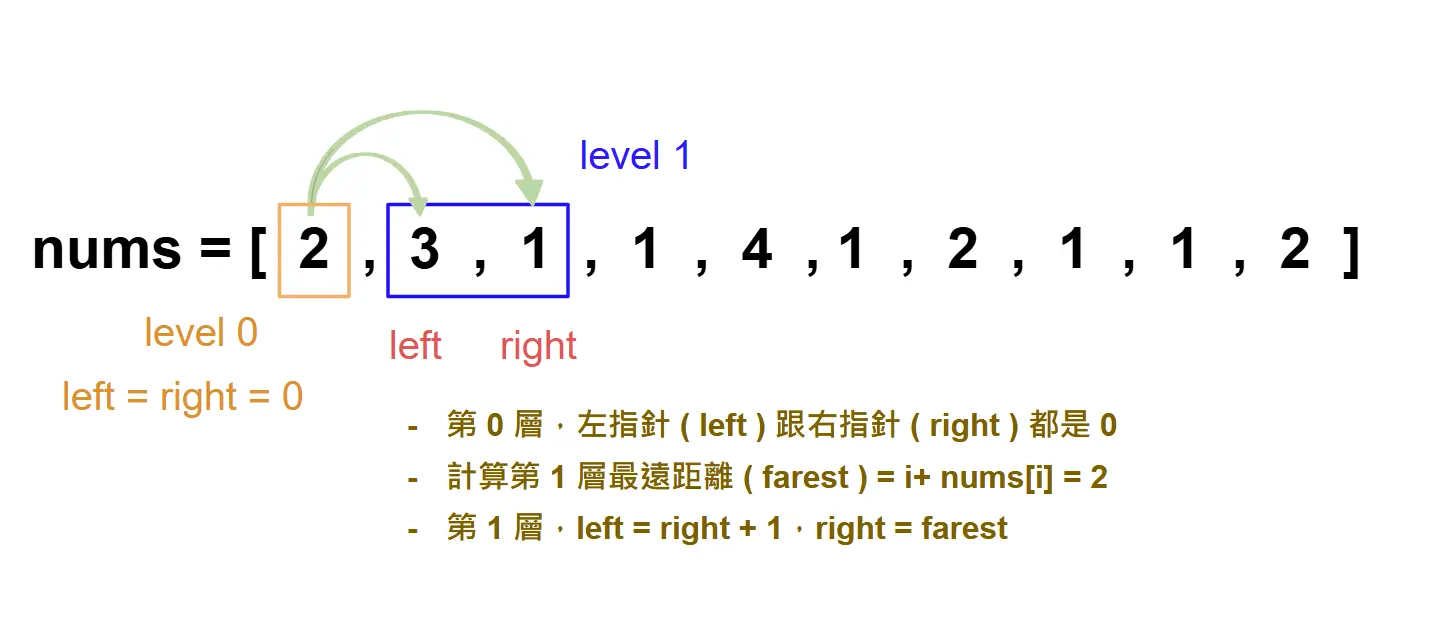 level 1
nums = [ 2 , 3 , 1 , 1 , 4 , 1 , 2 , 1 , 1 , 2 ]
level 0
left right
left = right = 0
- 第 0 層，左指針 ( left ) 跟右指針 ( right ) 都是 0
- 計算第 1 層最遠距離 ( farest ) = i+ nums[i] = 2
- 第 1 層，left = right + 1，right = farest